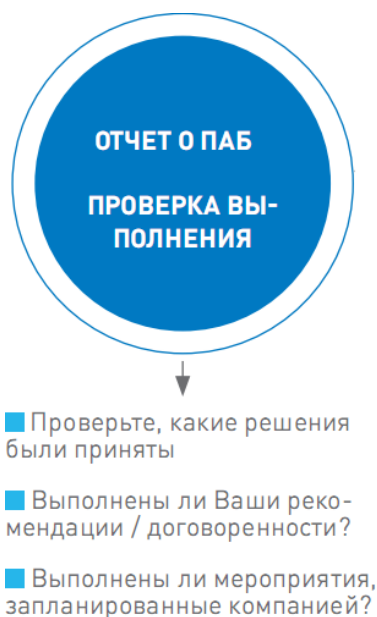 ОТЧЕТ О ПАБ
ПРОВЕРКА ВЫ-
ПОЛНЕНИЯ
Проверьте, какие решения
были приняты
Выполнены ли Ваши реко-
мендации / договоренности?
Выполнены ли мероприятия,
запланированные компанией?